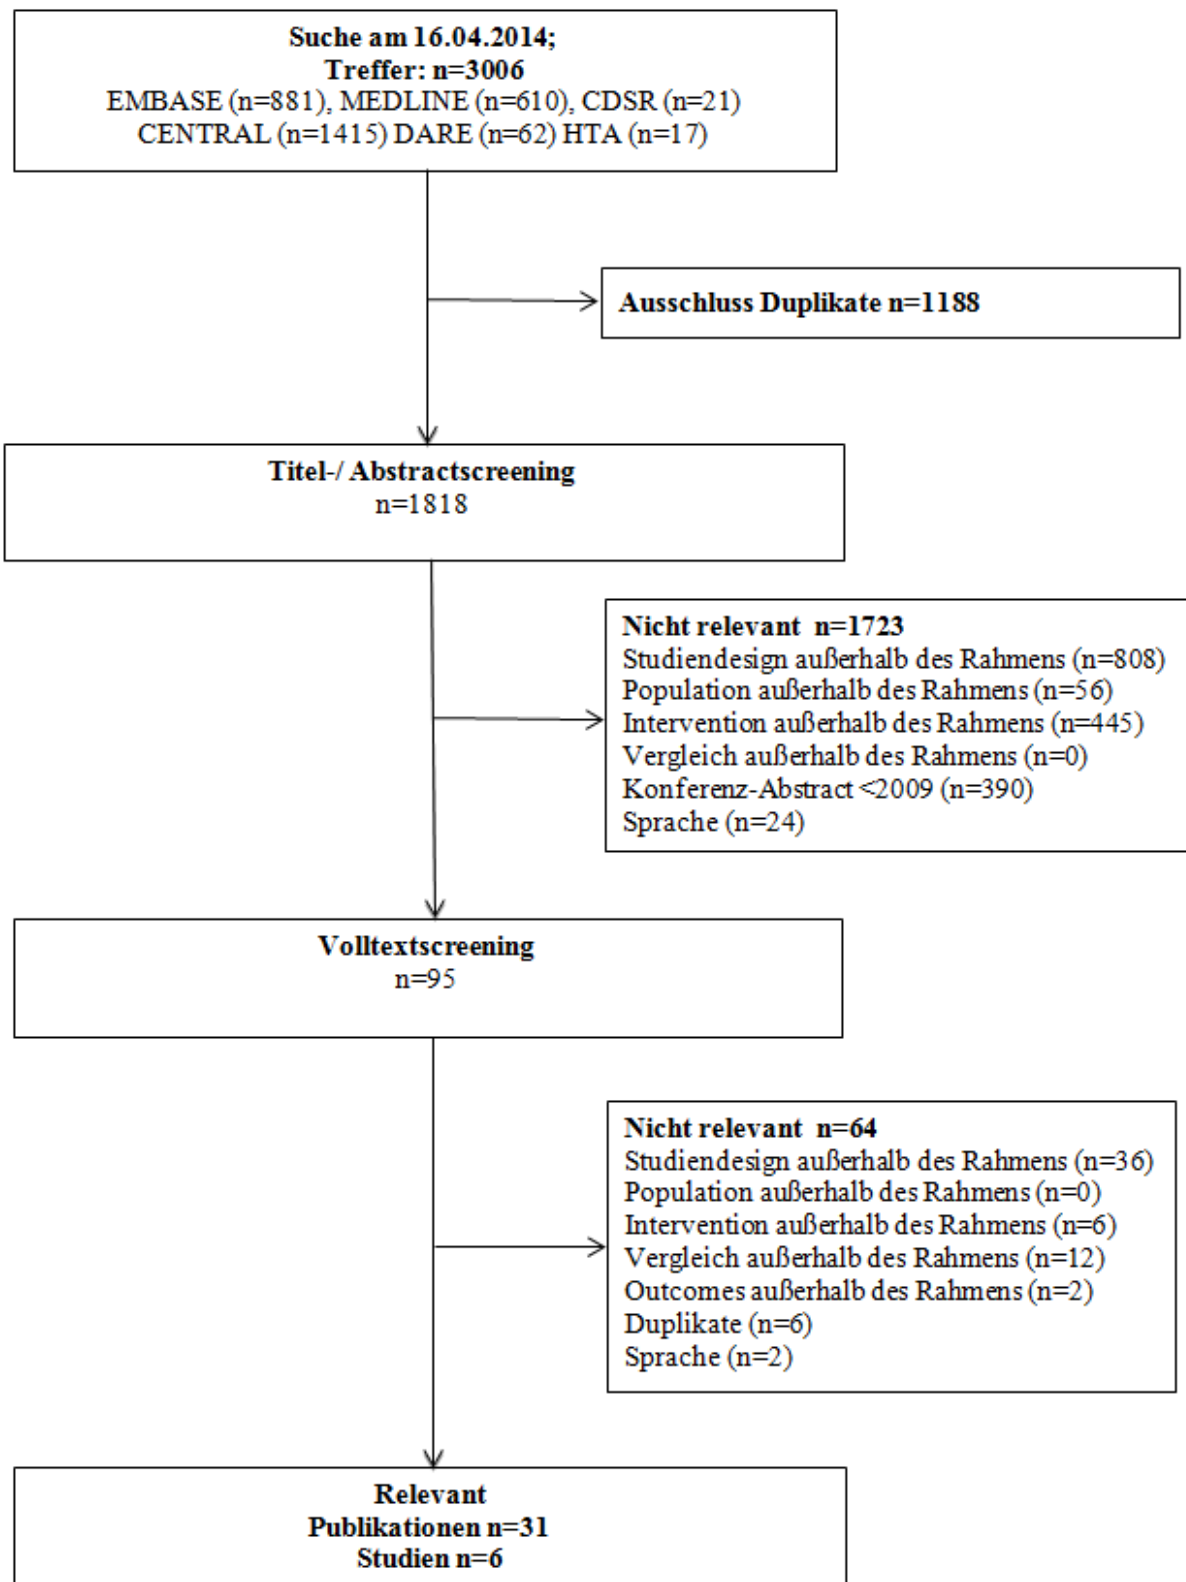 Suche am 16.04.2014;
Treffer: n=3006
EMBASE (n=881), MEDLINE (n=610), CDSR (n=21)
CENTRAL (n=1415) DARE (n=62) HTA (n=17)
Ausschluss Duplikate n=1188
Titel-/ Abstractscreening
n=1818
Nicht relevant n=1723
Studiendesign außerhalb des Rahmens (n=808)
Population außerhalb des Rahmens (n=56)
Intervention außerhalb des Rahmens (n=445)
Vergleich außerhalb des Rahmens (n=0)
Konferenz-Abstract <2009 (n=390)
Sprache (n=24)
Volltextscreening
n=95
Nicht relevant n=64
Studiendesign außerhalb des Rahmens (n=36)
Population außerhalb des Rahmens (n=0)
Intervention außerhalb des Rahmens (n=6)
Vergleich außerhalb des Rahmens (n=12)
Outcomes außerhalb des Rahmens (n=2)
Duplikate (n=6)
Sprache (n=2)
Relevant
Publikationen n=31
Studien n=6